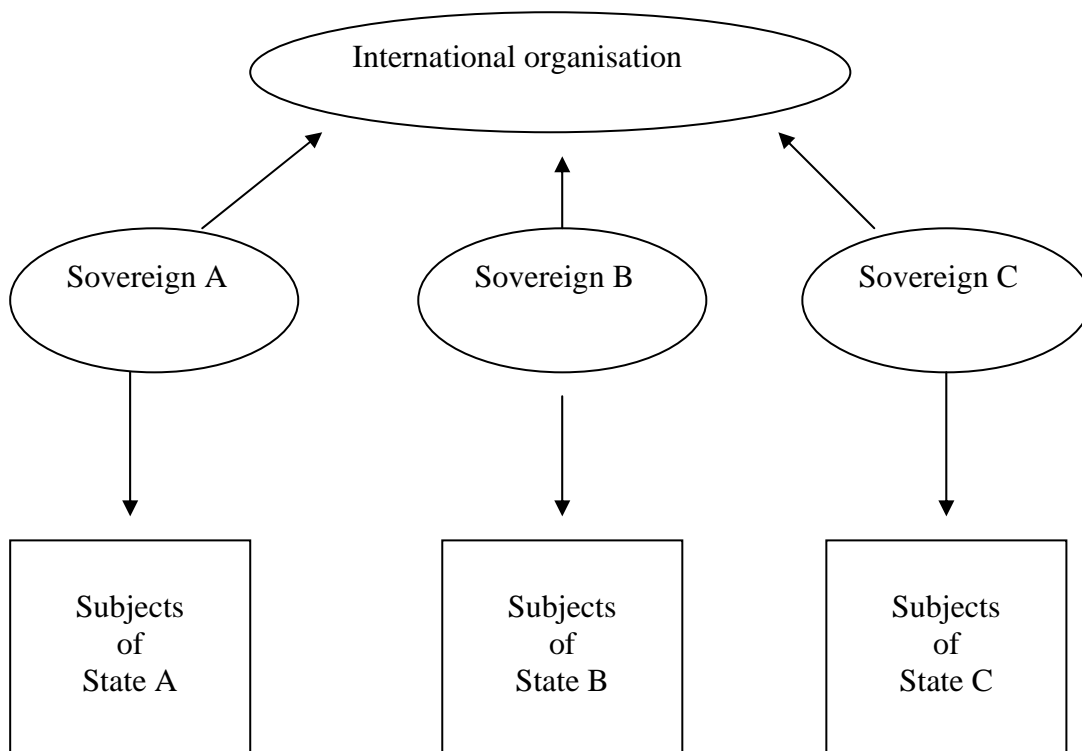 International organisation
Sovereign A
Sovereign B
Sovereign C
Subjects
of
State A
Subjects
of
State B
Subjects
of
State C